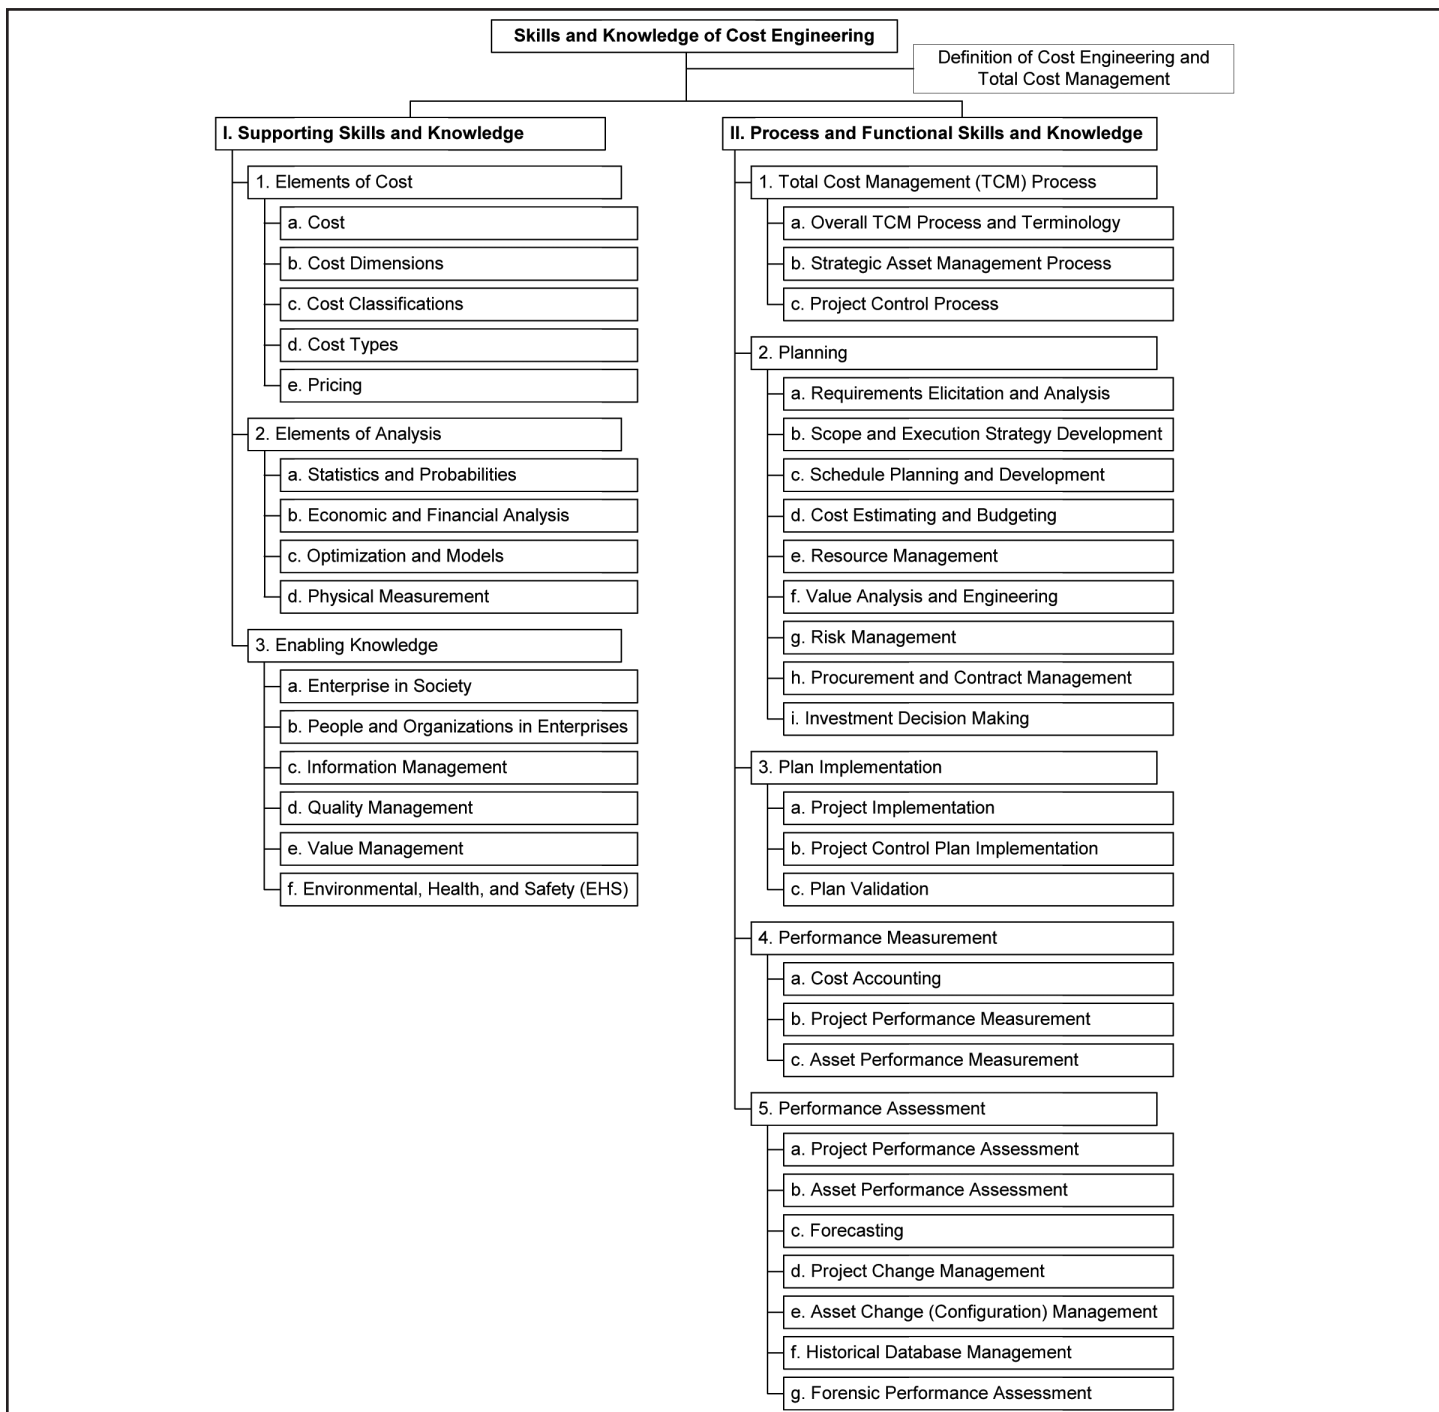 Skills and Knowledge of Cost Engineering
Definition of Cost Engineering and
Total Cost Management
I. Supporting Skills and Knowledge
1. Elements of Cost
a. Cost
b. Cost Dimensions
c. Cost Classifications
d. Cost Types
e. Pricing
2. Elements of Analysis
a. Statistics and Probabilities
b. Economic and Financial Analysis
c. Optimization and Models
d. Physical Measurement
3. Enabling Knowledge
a. Enterprise in Society
b. People and Organizations in Enterprises
c. Information Management
d. Quality Management
e. Value Management
f. Environmental, Health, and Safety (EHS)
II. Process and Functional Skills and Knowledge
1. Total Cost Management (TCM) Process
a. Overall TCM Process and Terminology
b. Strategic Asset Management Process
c. Project Control Process
2. Planning
a. Requirements Elicitation and Analysis
b. Scope and Execution Strategy Development
c. Schedule Planning and Development
d. Cost Estimating and Budgeting
e. Resource Management
f. Value Analysis and Engineering
g. Risk Management
h. Procurement and Contract Management
i. Investment Decision Making
3. Plan Implementation
a. Project Implementation
b. Project Control Plan Implementation
c. Plan Validation
4. Performance Measurement
a. Cost Accounting
b. Project Performance Measurement
c. Asset Performance Measurement
5. Performance Assessment
a. Project Performance Assessment
b. Asset Performance Assessment
c. Forecasting
d. Project Change Management
e. Asset Change (Configuration) Management
f. Historical Database Management
g. Forensic Performance Assessment